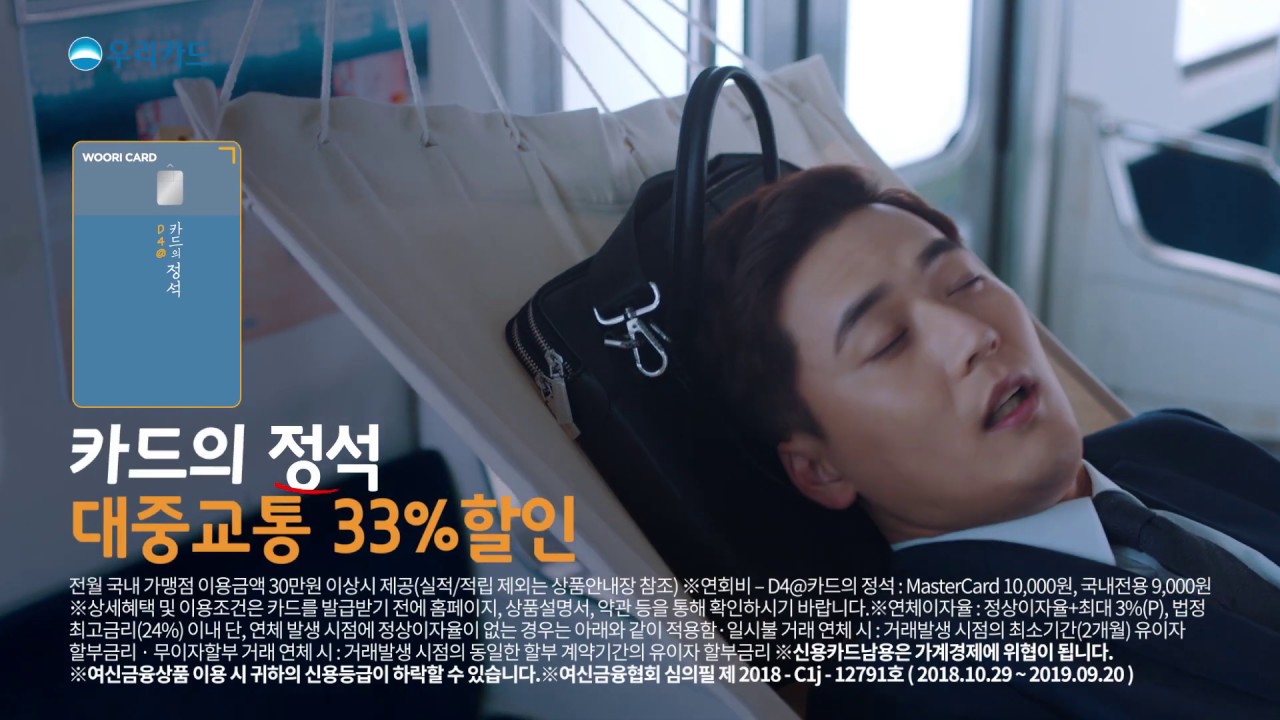 우리카드
WOORI CARD
카드의정석
D4@
카드의 정석
대중교통 33%할인
전월 국내 가맹점 이용금액 30만원 이상시 제공(실적/적립 제외는 상품안내장 참조) ※연회비 – D4@카드의 정석 : MasterCard 10,000원, 국내전용 9,000원
※상세혜택 및 이용조건은 카드를 발급받기 전에 홈페이지, 상품설명서, 약관 등을 통해 확인하시기 바랍니다.※연체이자율 : 정상이자율+최대 3%(P), 법정
최고금리(24%) 이내 단, 연체 발생 시점에 정상이자율이 없는 경우는 아래와 같이 적용함 · 일시불 거래 연체 시 : 거래발생 시점의 최소기간(2개월) 유이자
할부금리 · 무이자할부 거래 연체 시 : 거래발생 시점의 동일한 할부 계약기간의 유이자 할부금리 ※신용카드남용은 가계경제에 위협이 됩니다.
※여신금융상품 이용 시 귀하의 신용등급이 하락할 수 있습니다.※여신금융협회 심의필 제 2018 - C1j - 12791호 ( 2018.10.29 ~ 2019.09.20 )